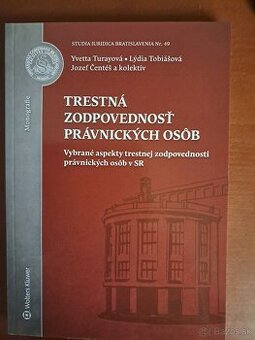 STUDIA IURIDICA BRATISLAVENSIA Nr. 49
Yvetta Turayová • Lýdia Tobiášová
Jozef Čentéš a kolektív
TRESTNÁ
ZODPOVEDNOSŤ
PRÁVNICKÝCH OSÔB
Vybrané aspekty trestnej zodpovednosti
právnických osôb v SR
Monografie
Wolters Kluwer